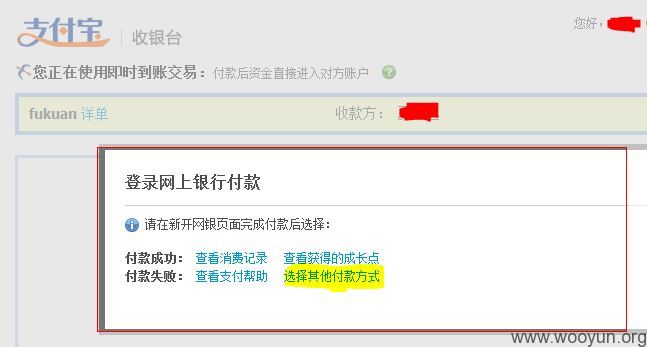 支付宝 收银台
您好,
您正在使用即时到账交易：付款后资金直接进入对方账户 ?
fukuan 详单 收款方：
登录网上银行付款
i 请在新开网银页面完成付款后选择：
付款成功： 查看消费记录 查看获得的成长点
付款失败： 查看支付帮助 选择其他付款方式
www.wooyun.org